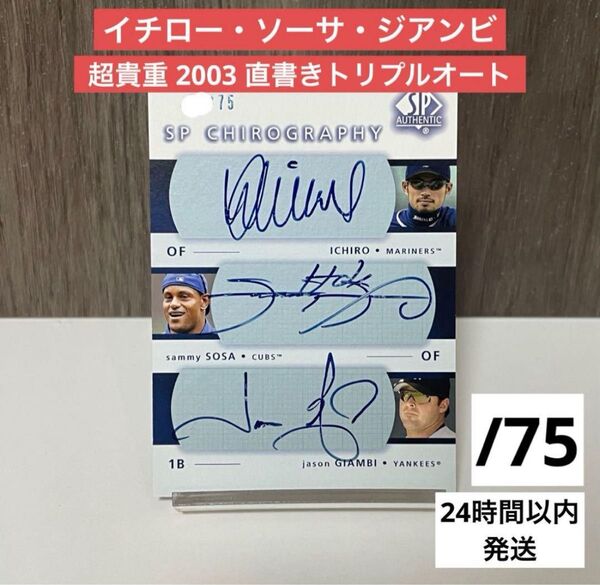 イチロー・ソーサ・ジアンビ
超貴重 2003 直書きトリプルオート
75
SP CHIROGRAPHY
SP
AUTHENTIC®
OF
ICHIRO • MARINERS™
sammy SOSA • CUBS™
OF
1B
jason GIAMBI • YANKEES®
/75
24時間以内
発送